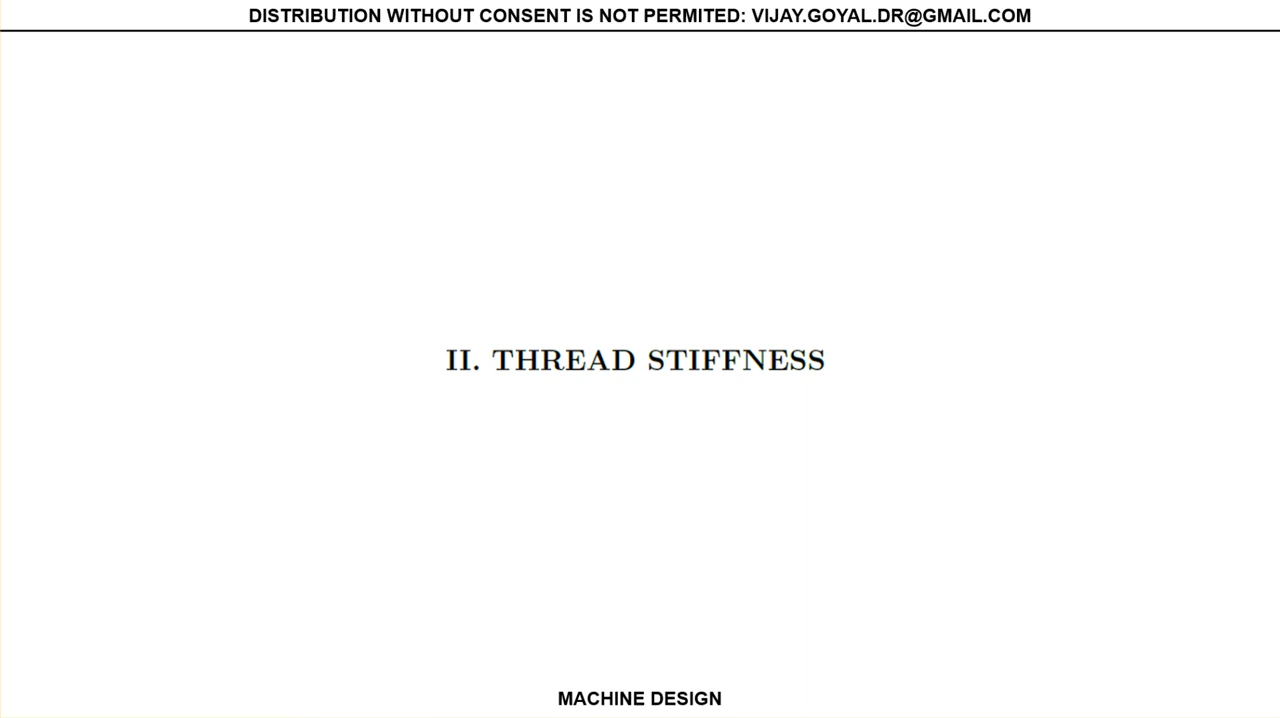 DISTRIBUTION WITHOUT CONSENT IS NOT PERMITED: VIJAY.GOYAL.DR@GMAIL.COM
II. THREAD STIFFNESS
MACHINE DESIGN